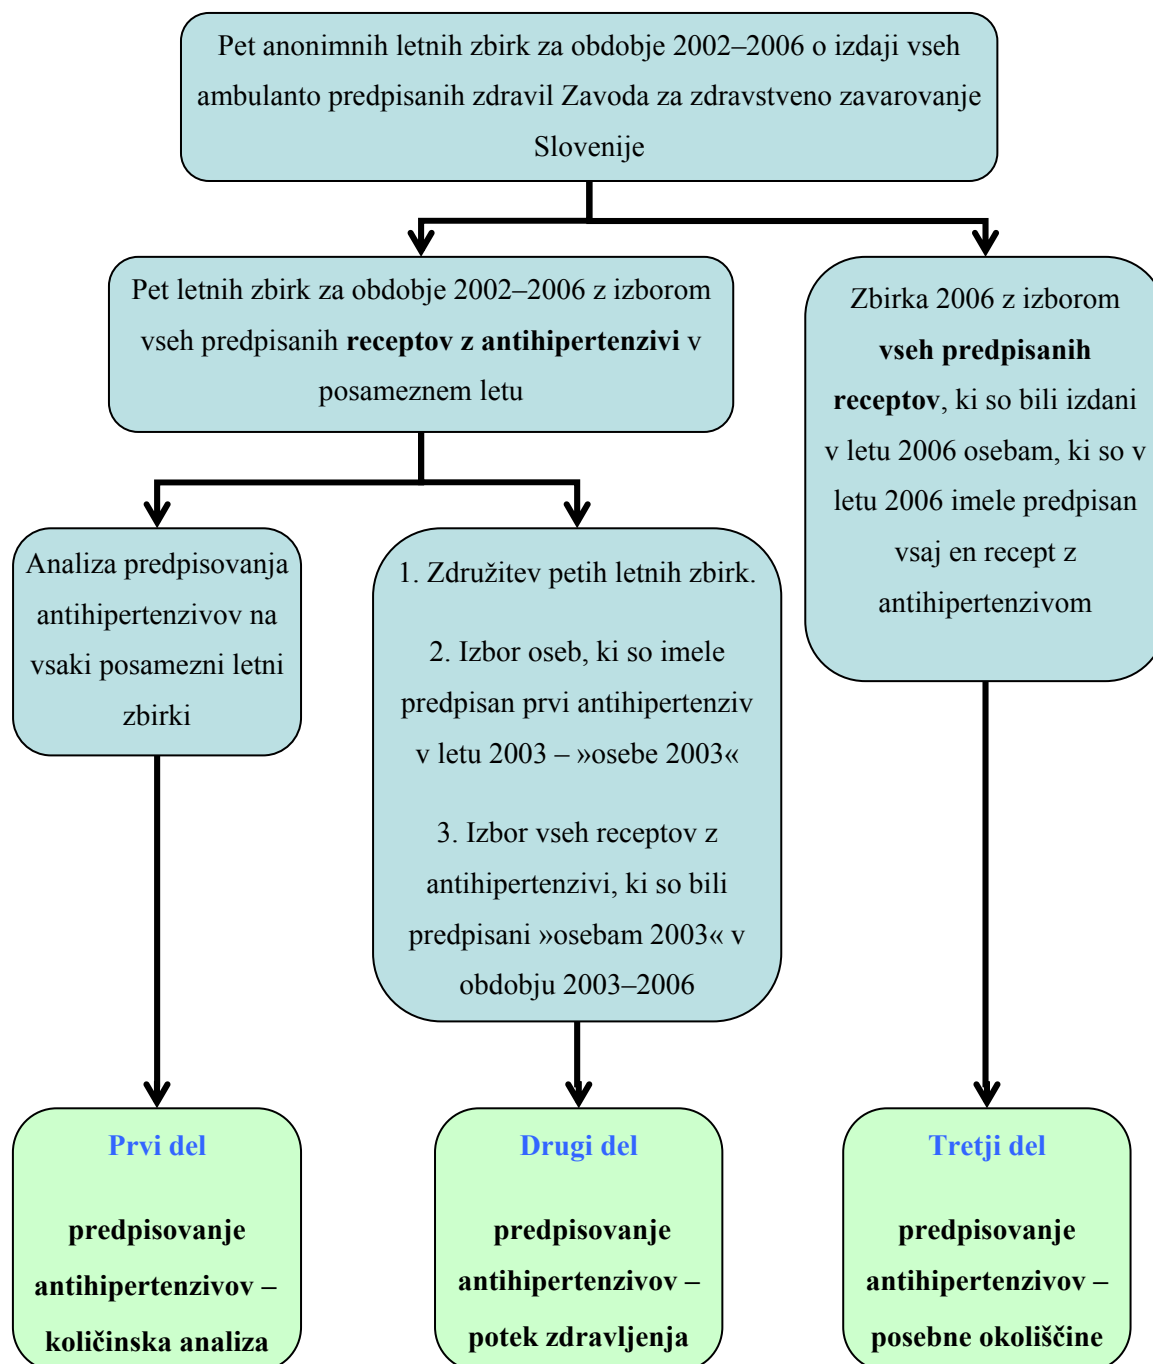 Pet anonimnih letnih zbirk za obdobje 2002–2006 o izdaji vseh
ambulanto predpisanih zdravil Zavoda za zdravstveno zavarovanje
Slovenije
Pet letnih zbirk za obdobje 2002–2006 z izborom
vseh predpisanih receptov z antihipertenzivi v
posameznem letu
Zbirka 2006 z izborom
vseh predpisanih
receptov, ki so bili izdani
v letu 2006 osebam, ki so v
letu 2006 imele predpisan
vsaj en recept z
antihipertenzivom
Analiza predpisovanja
antihipertenzivov na
vsaki posamezni letni
zbirki
1. Združitev petih letnih zbirk.
2. Izbor oseb, ki so imele
predpisan prvi antihipertenziv
v letu 2003 – »osebe 2003«
3. Izbor vseh receptov z
antihipertenzivi, ki so bili
predpisani »osebam 2003« v
obdobju 2003–2006
Prvi del
predpisovanje
antihipertenzivov –
količinska analiza
Drugi del
predpisovanje
antihipertenzivov –
potek zdravljenja
Tretji del
predpisovanje
antihipertenzivov –
posebne okoliščine